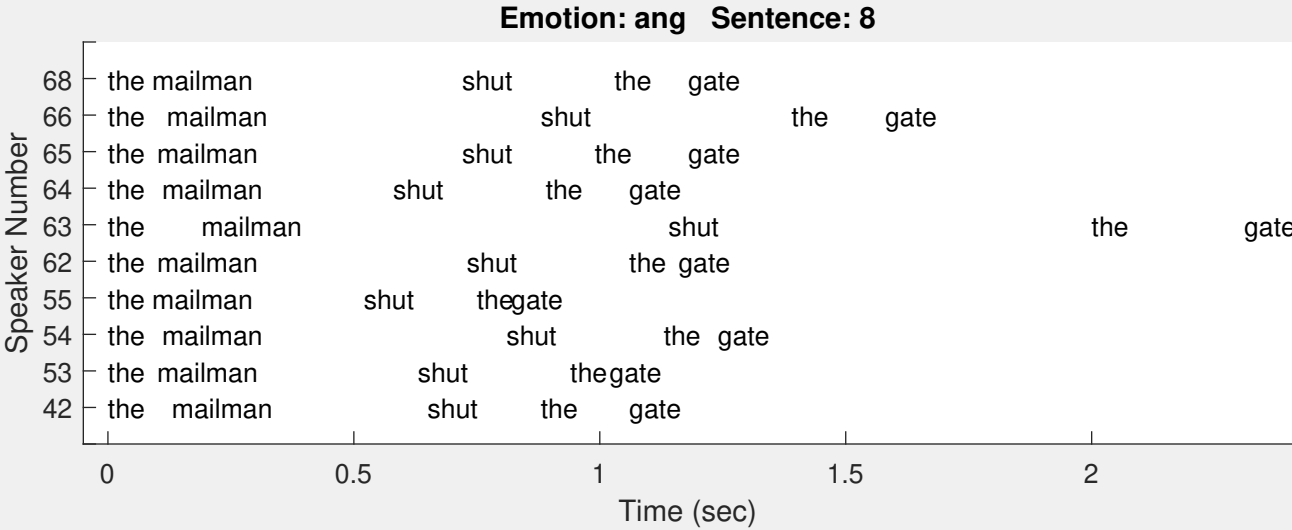 Emotion: ang Sentence: 8
68 the mailman shut the gate
66 the mailman shut the gate
65 the mailman shut the gate
64 the mailman shut the gate
63 the mailman shut the gate
62 the mailman shut the gate
55 the mailman shut thegate
54 the mailman shut the gate
53 the mailman shut the gate
42 the mailman shut the gate
Speaker Number
0 0.5 1 1.5 2
Time (sec)